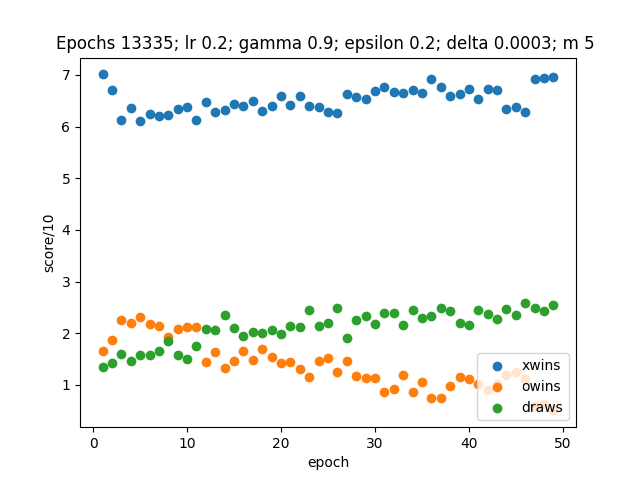 Epochs 13335; lr 0.2; gamma 0.9; epsilon 0.2; delta 0.0003; m 5
score/10
7
6
5
4
3
2
1
xwins
owins
draws
0 10 20 30 40 50
epoch